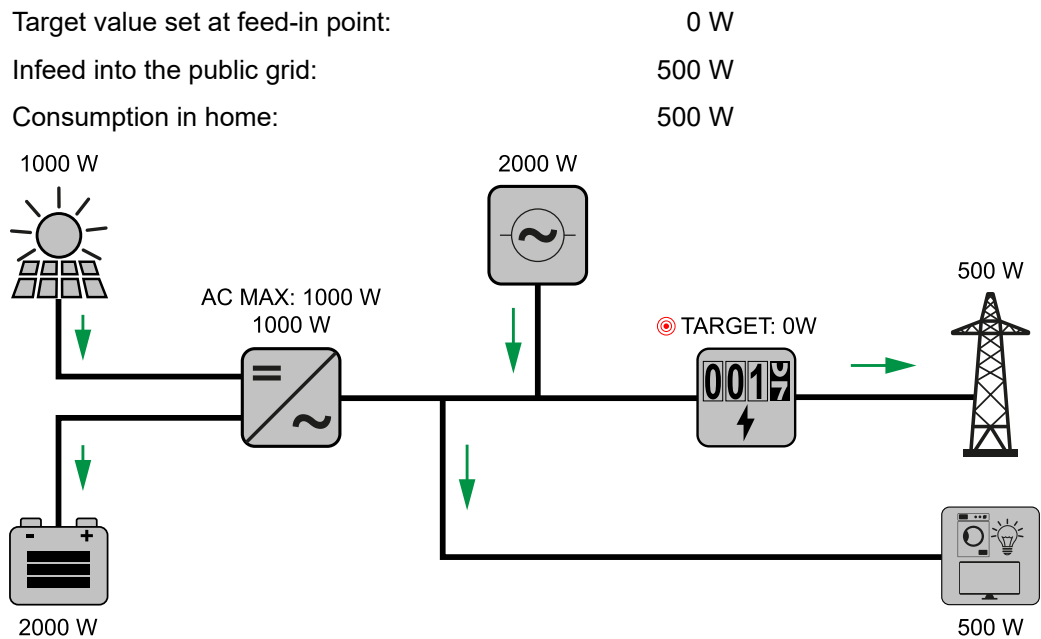 Target value set at feed-in point: 0 W
Infeed into the public grid: 500 W
Consumption in home: 500 W
1000 W
2000 W
500 W
AC MAX: 1000 W
1000 W
TARGET: 0W
001
- +
2000 W
500 W